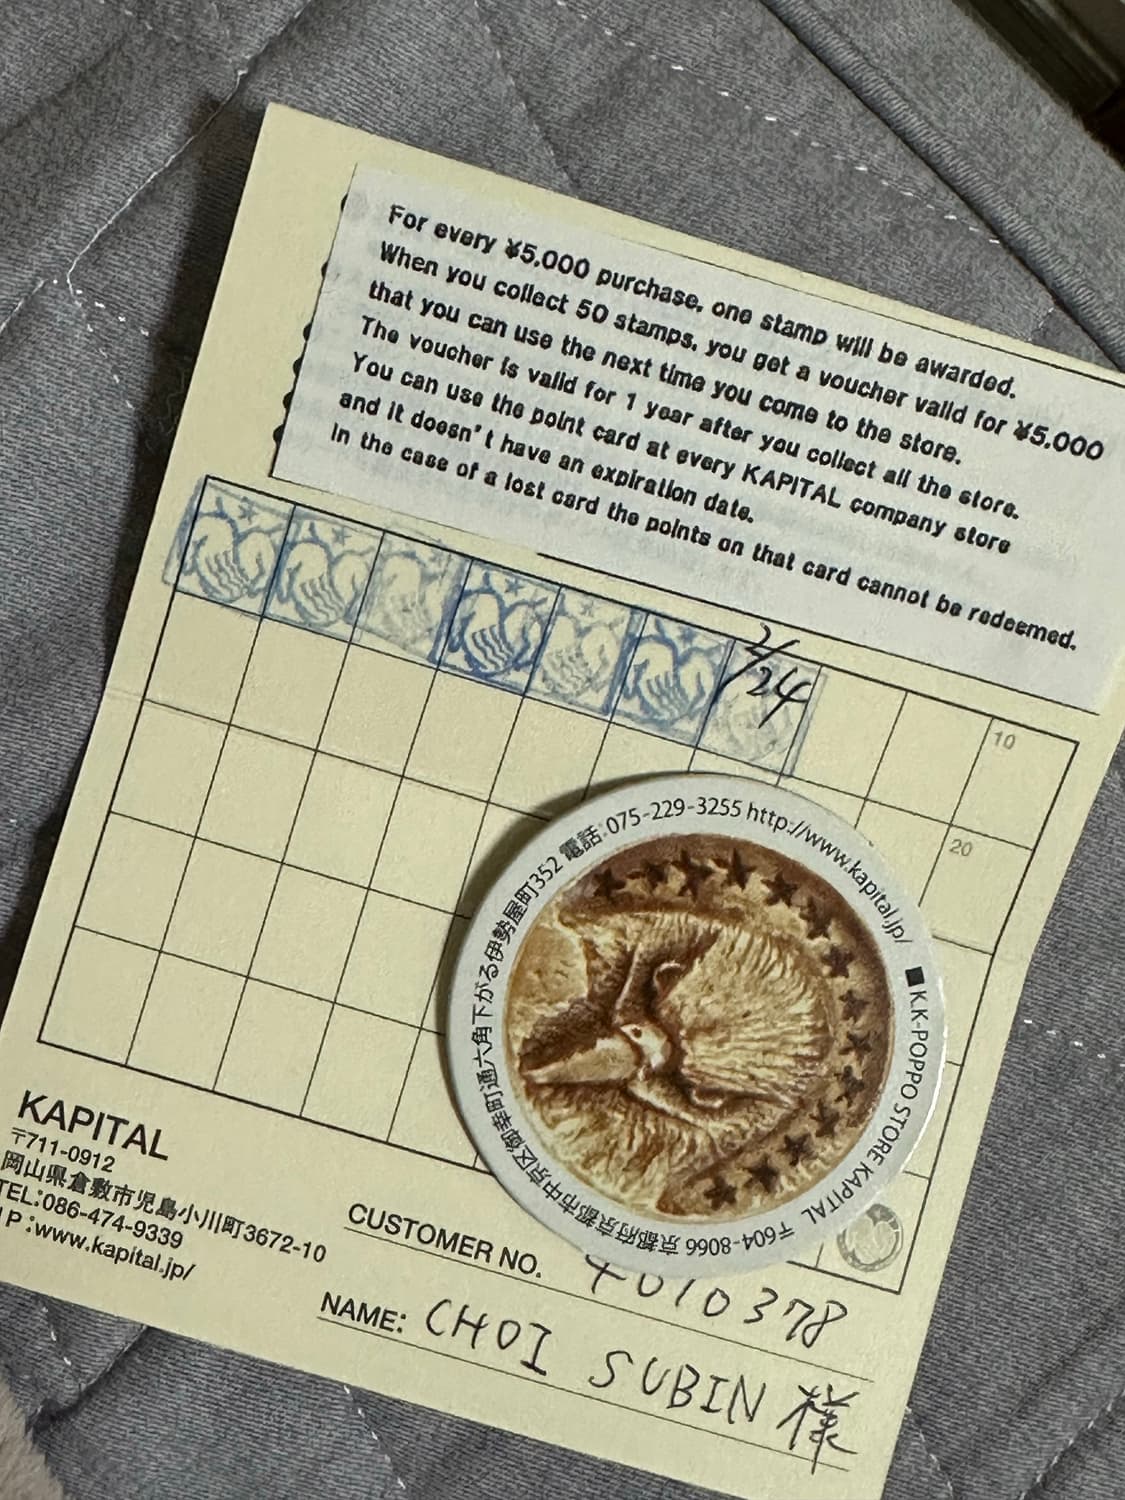 For every ¥5,000 purchase, one stamp will be awarded.
When you collect 50 stamps, you get a voucher valid for ¥5,000
that you can use the next time you come to the store.
The voucher is valid for 1 year after you collect all the store.
You can use the point card at every KAPITAL company store
and it doesn't have an expiration date.
In the case of a lost card the points on that card cannot be redeemed.
2/24
10
20
■K.K-POPPO STORE KAPITAL 〒604-8066 京都府京都市中京区御幸町通六角下がる伊勢屋町352 電話:075-229-3255 http://www.kapital.jp/
KAPITAL
〒711-0912
岡山県倉敷市児島小川町3672-10
TEL:086-474-9339
P:www.kapital.jp/
CUSTOMER NO. 4010378
NAME: CHOI SUBIN 様